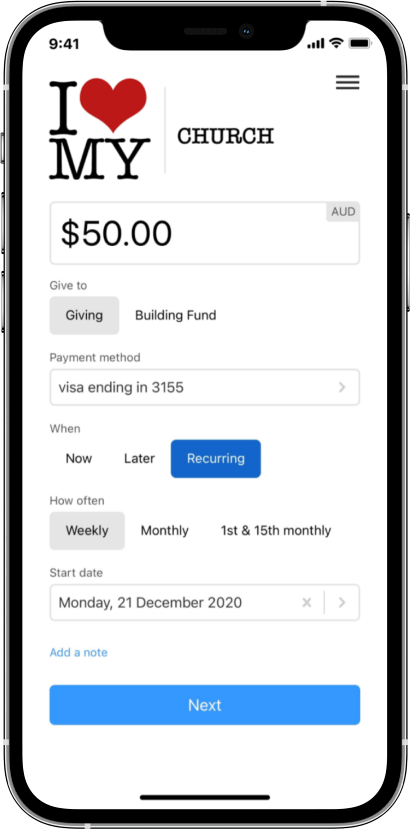 9:41
I
MY
CHURCH
AUD
$50.00
Give to
Giving Building Fund
Payment method
visa ending in 3155
When
Now Later Recurring
How often
Weekly Monthly 1st & 15th monthly
Start date
Monday, 21 December 2020
Add a note
Next